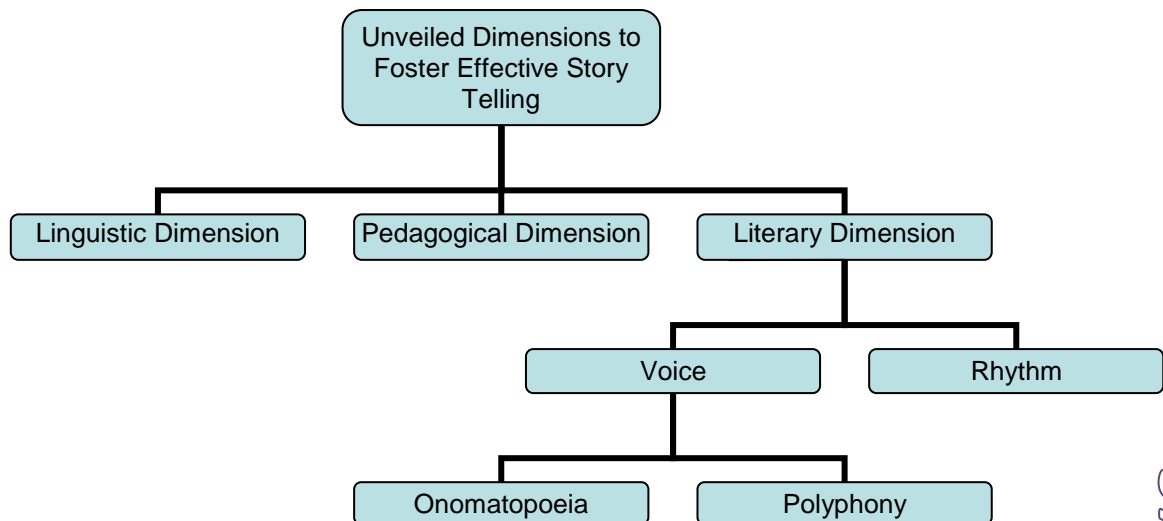 Unveiled Dimensions to
Foster Effective Story
Telling
Linguistic Dimension
Pedagogical Dimension
Literary Dimension
Voice
Rhythm
Onomatopoeia
Polyphony